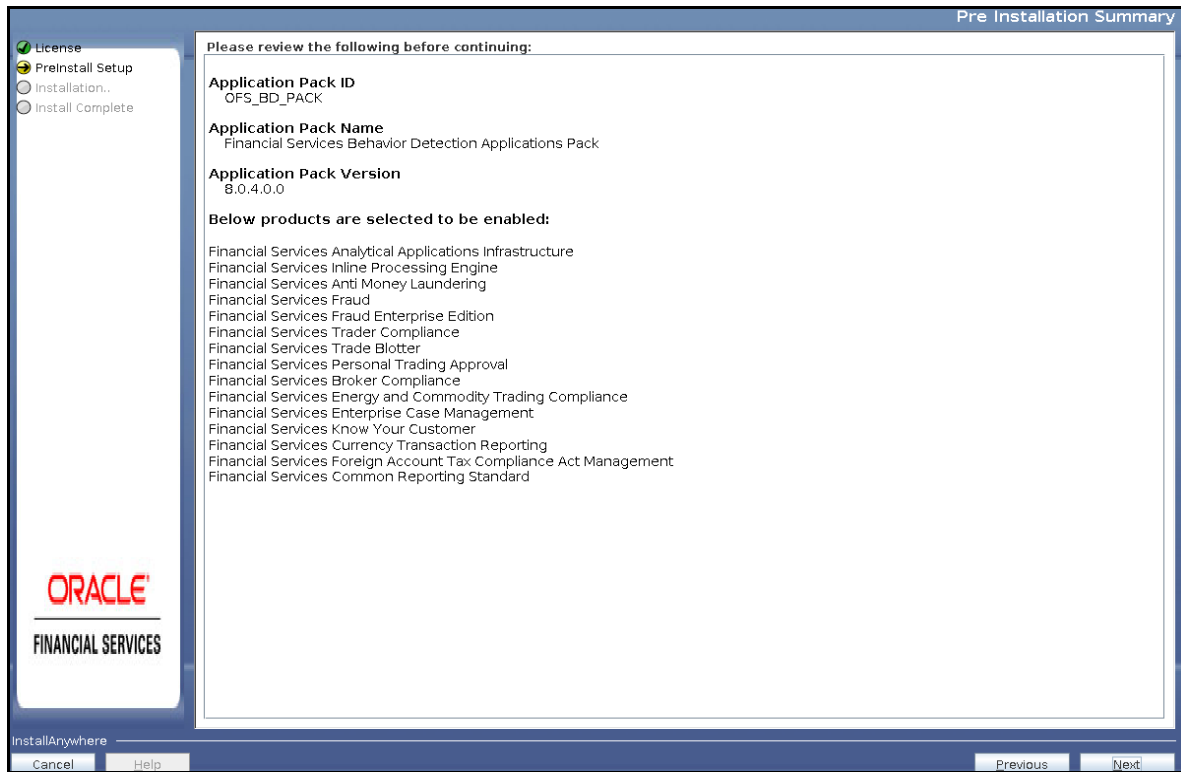 Pre Installation Summary
License
PreInstall Setup
Installation..
Install Complete
Please review the following before continuing:
Application Pack ID
OFS_BD_PACK
Application Pack Name
Financial Services Behavior Detection Applications Pack
Application Pack Version
8.0.4.0.0
Below products are selected to be enabled:
Financial Services Analytical Applications Infrastructure
Financial Services Inline Processing Engine
Financial Services Anti Money Laundering
Financial Services Fraud
Financial Services Fraud Enterprise Edition
Financial Services Trader Compliance
Financial Services Trade Blotter
Financial Services Personal Trading Approval
Financial Services Broker Compliance
Financial Services Energy and Commodity Trading Compliance
Financial Services Enterprise Case Management
Financial Services Know Your Customer
Financial Services Currency Transaction Reporting
Financial Services Foreign Account Tax Compliance Act Management
Financial Services Common Reporting Standard
ORACLE
FINANCIAL SERVICES
InstallAnywhere
Cancel
Help
Previous
Next